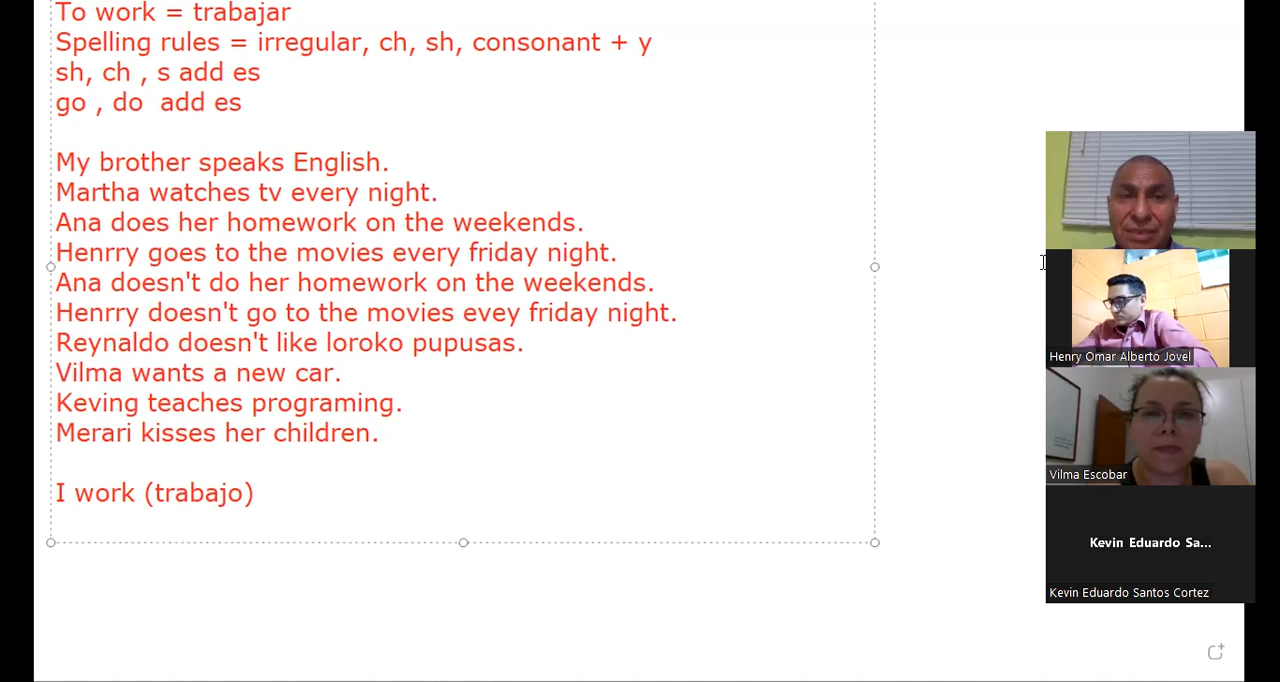 To work = trabajar
Spelling rules = irregular, ch, sh, consonant + y
sh, ch , s add es
go , do  add es
My brother speaks English.
Martha watches tv every night.
Ana does her homework on the weekends.
Henrry goes to the movies every friday night.
Ana doesn't do her homework on the weekends.
Henrry doesn't go to the movies evey friday night.
Reynaldo doesn't like loroko pupusas.
Vilma wants a new car.
Keving teaches programing.
Merari kisses her children.
I work (trabajo)
Henry Omar Alberto Jovel
Vilma Escobar
Kevin Eduardo Sa...
Kevin Eduardo Santos Cortez